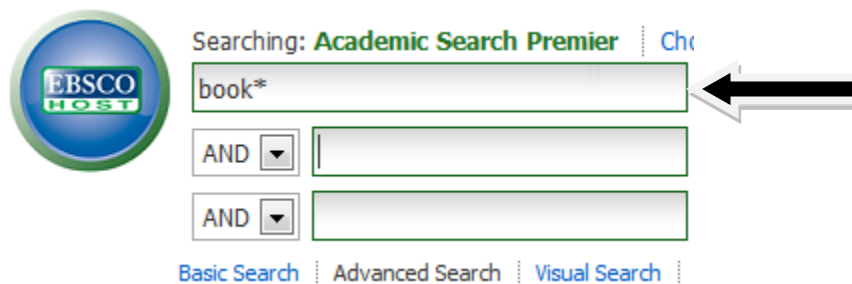 EBSCO
HOST
Searching: Academic Search Premier
book*
AND
AND
Basic Search Advanced Search Visual Search